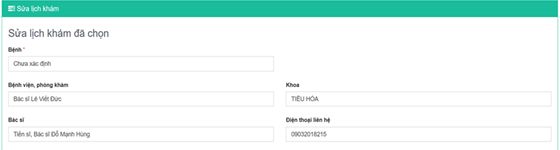 Sửa lịch khám
Sửa lịch khám đã chọn
Bệnh *
Chưa xác định
Bệnh viện, phòng khám
Khoa
Bác sĩ Lê Viết Đức
TIÊU HÓA
Bác sĩ
Điện thoại liên hệ
Tiến sĩ, Bác sĩ Đỗ Mạnh Hùng
09032018215